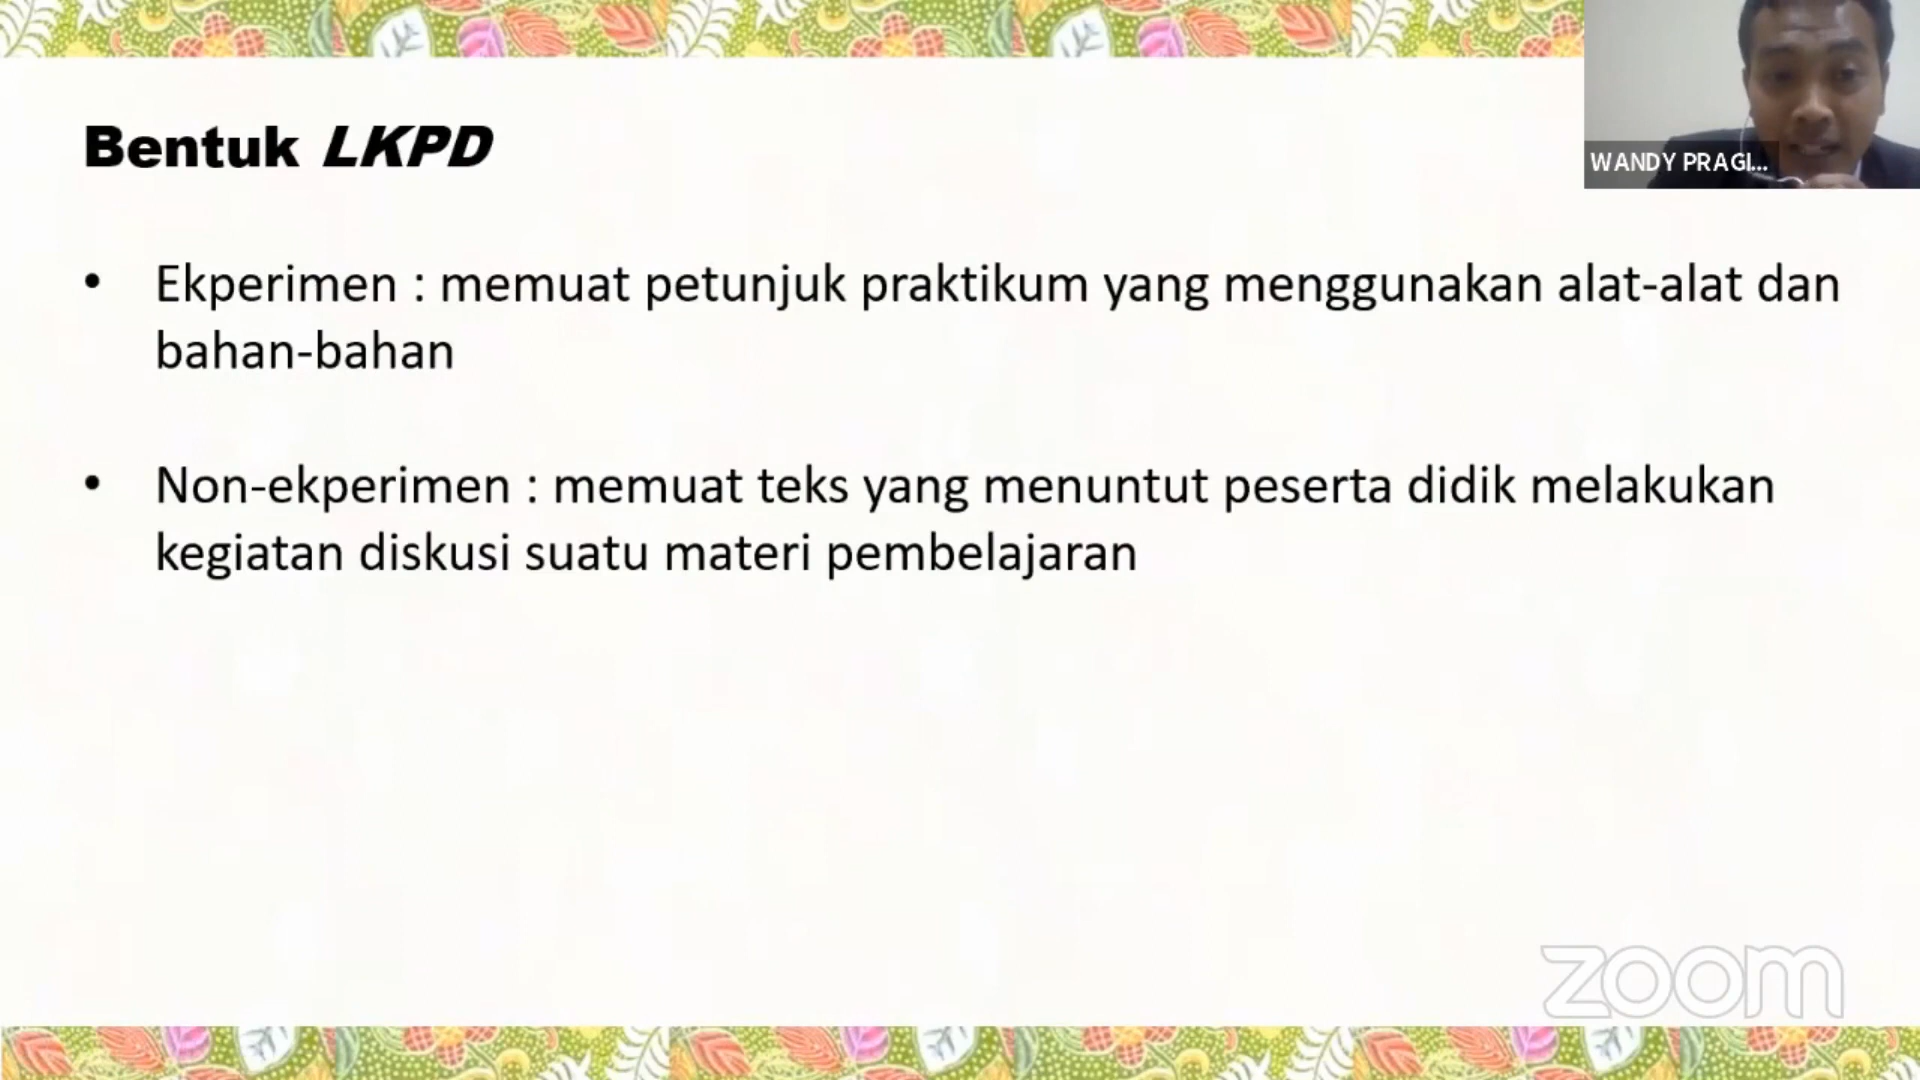 Bentuk LKPD
WANDY PRAGI...
• Ekperimen : memuat petunjuk praktikum yang menggunakan alat-alat dan
bahan-bahan
• Non-ekperimen : memuat teks yang menuntut peserta didik melakukan
kegiatan diskusi suatu materi pembelajaran
zoom